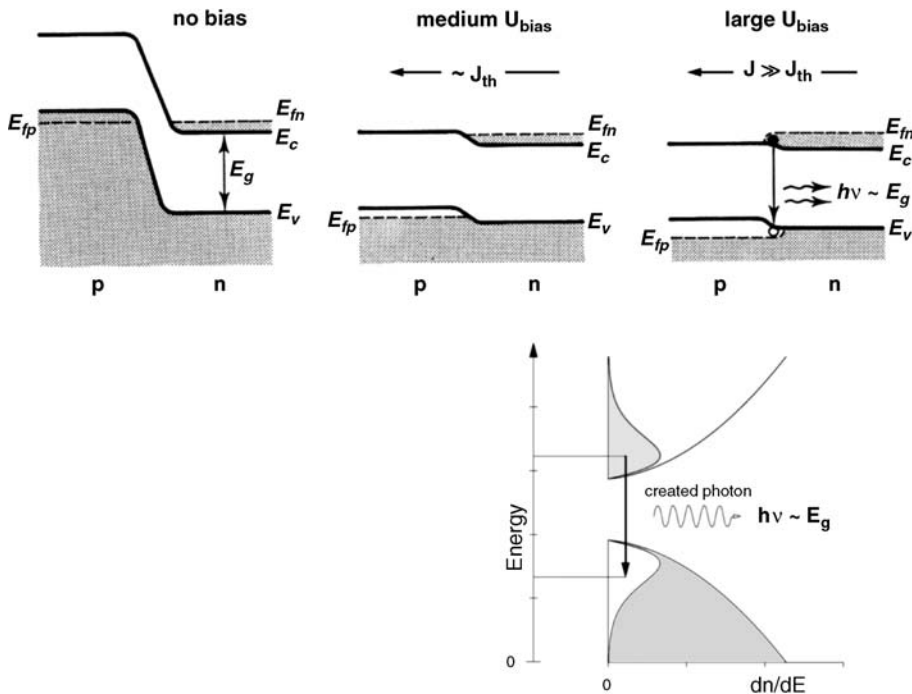 no bias
medium U_bias
large U_bias
~ J_th
J ≫ J_th
E_fp
E_fn
E_c
E_g
E_v
p
n
E_fn
E_c
E_fp
E_v
p
n
E_fn
E_c
hν ~ E_g
E_v
E_fp
p
n
Energy
created photon
hν ~ E_g
0
0
dn/dE